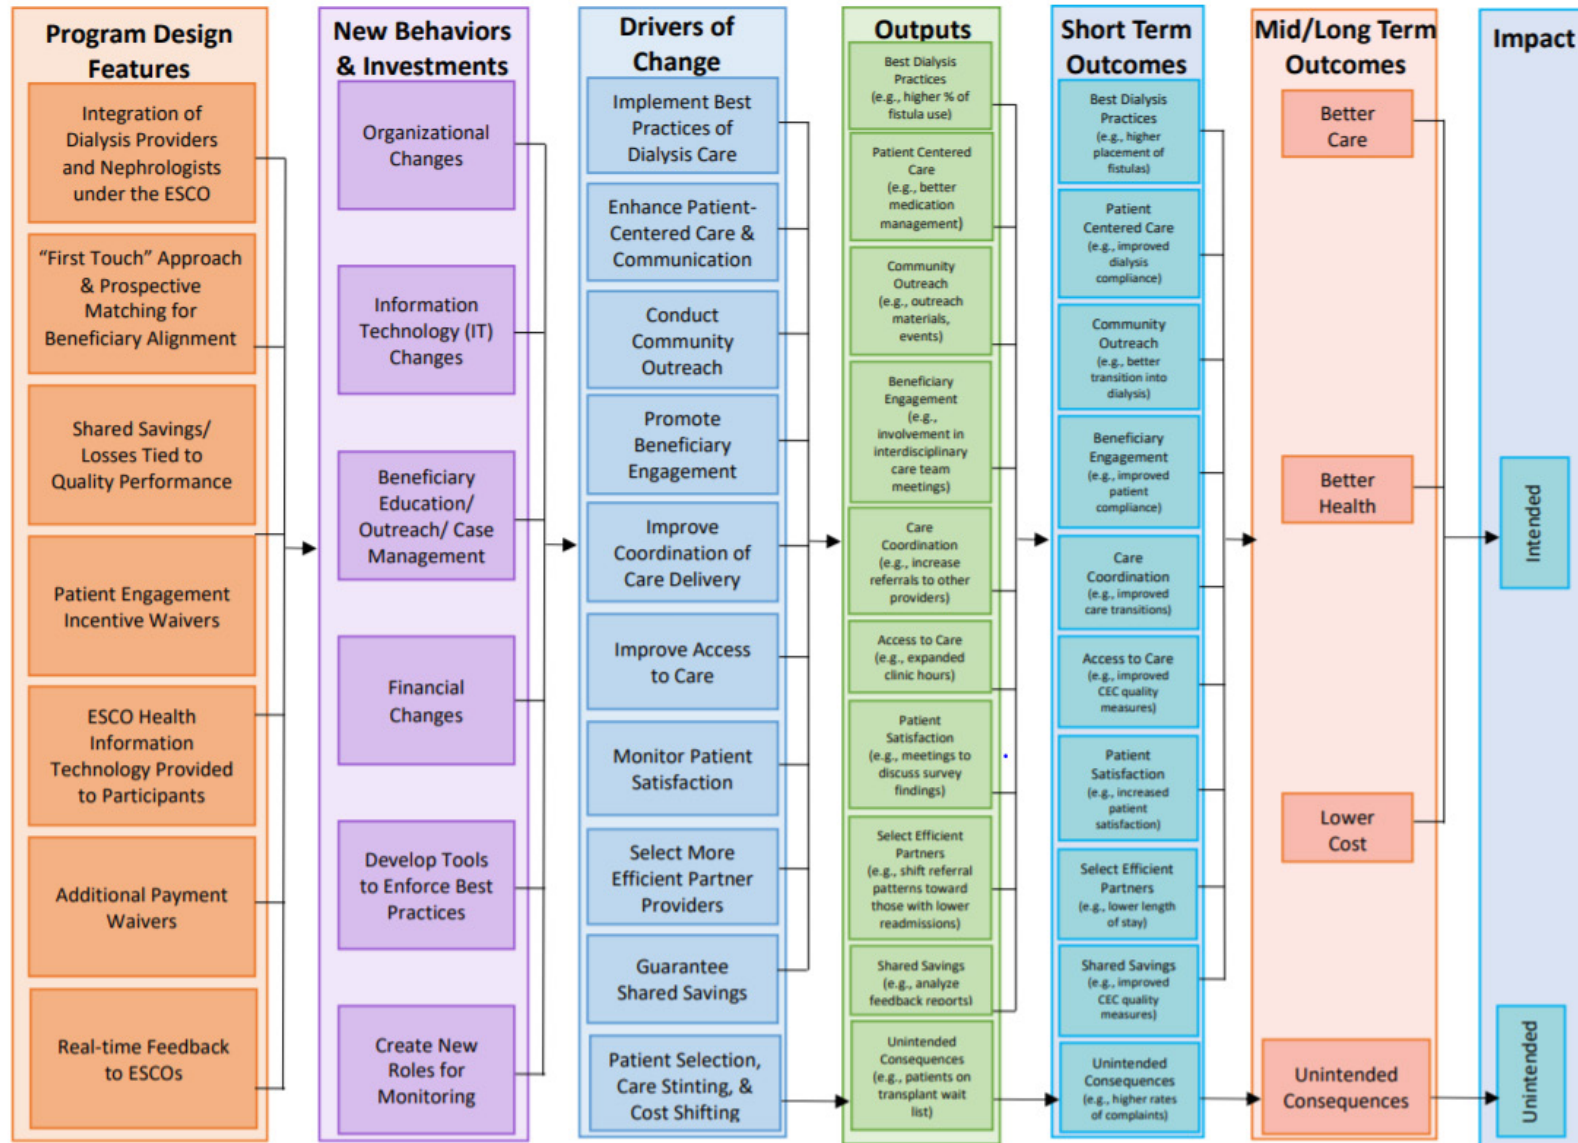 Program Design
Features
Integration of
Dialysis Providers
and Nephrologists
under the ESCO
“First Touch” Approach
& Prospective
Matching for
Beneficiary Alignment
Shared Savings/
Losses Tied to
Quality Performance
Patient Engagement
Incentive Waivers
ESCO Health
Information
Technology Provided
to Participants
Additional Payment
Waivers
Real-time Feedback
to ESCOs
New Behaviors
& Investments
Organizational
Changes
Information
Technology (IT)
Changes
Beneficiary
Education/
Outreach/ Case
Management
Financial
Changes
Develop Tools
to Enforce Best
Practices
Create New
Roles for
Monitoring
Drivers of
Change
Implement Best
Practices of
Dialysis Care
Enhance Patient-
Centered Care &
Communication
Conduct
Community
Outreach
Promote
Beneficiary
Engagement
Improve
Coordination of
Care Delivery
Improve Access
to Care
Monitor Patient
Satisfaction
Select More
Efficient Partner
Providers
Guarantee
Shared Savings
Patient Selection,
Care Stinting, &
Cost Shifting
Outputs
Best Dialysis
Practices
(e.g., higher % of
fistula use)
Patient Centered
Care
(e.g., better
medication
management)
Community
Outreach
(e.g., outreach
materials,
events)
Beneficiary
Engagement
(e.g.,
involvement in
interdisciplinary
care team
meetings)
Care
Coordination
(e.g., increase
referrals to other
providers)
Access to Care
(e.g., expanded
clinic hours)
Patient
Satisfaction
(e.g., meetings to
discuss survey
findings)
Select Efficient
Partners
(e.g., shift referral
patterns toward
those with lower
readmissions)
Shared Savings
(e.g., analyze
feedback reports)
Unintended
Consequences
(e.g., patients on
transplant wait
list)
Short Term
Outcomes
Best Dialysis
Practices
(e.g., higher
placement of
fistulas)
Patient
Centered Care
(e.g., improved
dialysis
compliance)
Community
Outreach
(e.g., better
transition into
dialysis)
Beneficiary
Engagement
(e.g., improved
patient
compliance)
Care
Coordination
(e.g., improved
care transitions)
Access to Care
(e.g., improved
CEC quality
measures)
Patient
Satisfaction
(e.g., increased
patient
satisfaction)
Select Efficient
Partners
(e.g., lower length
of stay)
Shared Savings
(e.g., improved
CEC quality
measures)
Unintended
Consequences
(e.g., higher
rates of complaints)
Mid/Long Term
Outcomes
Better
Care
Better
Health
Lower
Cost
Unintended
Consequences
Impact
Intended
Unintended